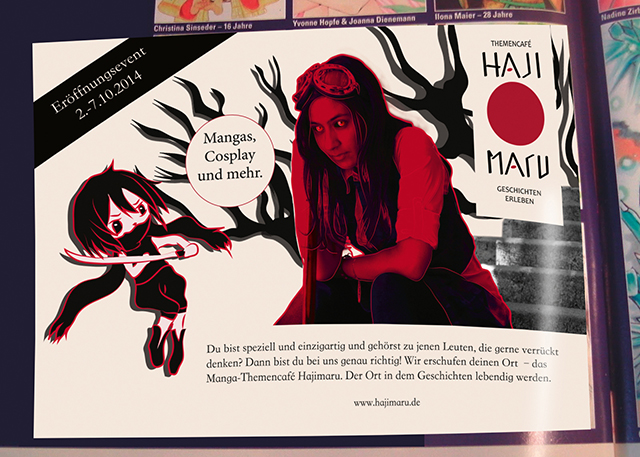 Christina Sinseder – 16 Jahre
Yvonne Hopfe & Joanna Dienemann
Ilona Maier – 28 Jahre
Eröffnungsevent
2.-7.10.2014
Mangas,
Cosplay
und mehr.
THEMENCAFÉ
HAJI
MARU
GESCHICHTEN
ERLEBEN
Du bist speziell und einzigartig und gehörst zu jenen Leuten, die gerne verrückt
denken? Dann bist du bei uns genau richtig! Wir erschufen deinen Ort – das
Manga-Themencafé Hajimaru. Der Ort in dem Geschichten lebendig werden.
www.hajimaru.de